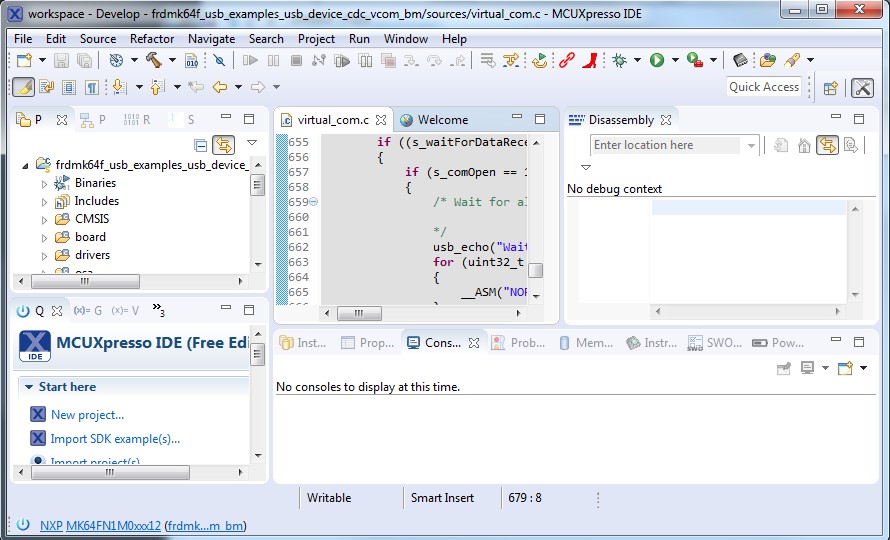 workspace - Develop - frdmk64f_usb_examples_usb_device_cdc_vcom_bm/sources/virtual_com.c - MCUXpresso IDE
File Edit Source Refactor Navigate Search Project Run Window Help
010
Quick Access
P P R S
virtual_com.c Welcome
Disassembly
Enter location here
No debug context
frdmk64f_usb_examples_usb_device_
Binaries
Includes
CMSIS
board
drivers
655 if ((s_waitForDataRece
656 {
657 if (s_comOpen ==
658 {
659 /* Wait for al
660
661 */
662 usb_echo("Wait
663 for (uint32_t
664 {
665 __ASM("NOP
Q (x)= G (x)= V »3
IDE
MCUXpresso IDE (Free Edi
Start here
New project...
Import SDK example(s)...
Import project(s)
Inst... Prop... Cons... Prob... Mem... Instr... SWO... Pow...
No consoles to display at this time.
Writable Smart Insert 679 : 8
NXP MK64FN1M0xxx12 (frdmk...m_bm)